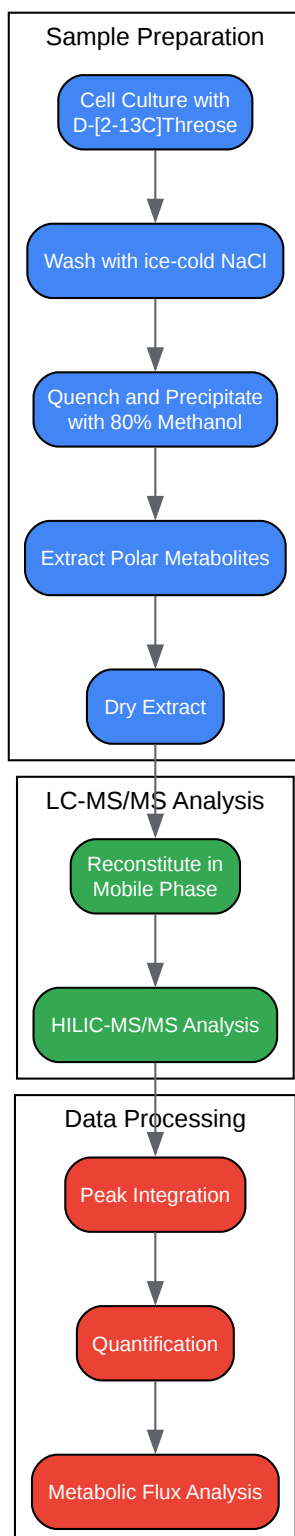 Sample Preparation
Cell Culture with
D-[2-13C]Threose
Wash with ice-cold NaCl
Quench and Precipitate
with 80% Methanol
Extract Polar Metabolites
Dry Extract
LC-MS/MS Analysis
Reconstitute in
Mobile Phase
HILIC-MS/MS Analysis
Data Processing
Peak Integration
Quantification
Metabolic Flux Analysis